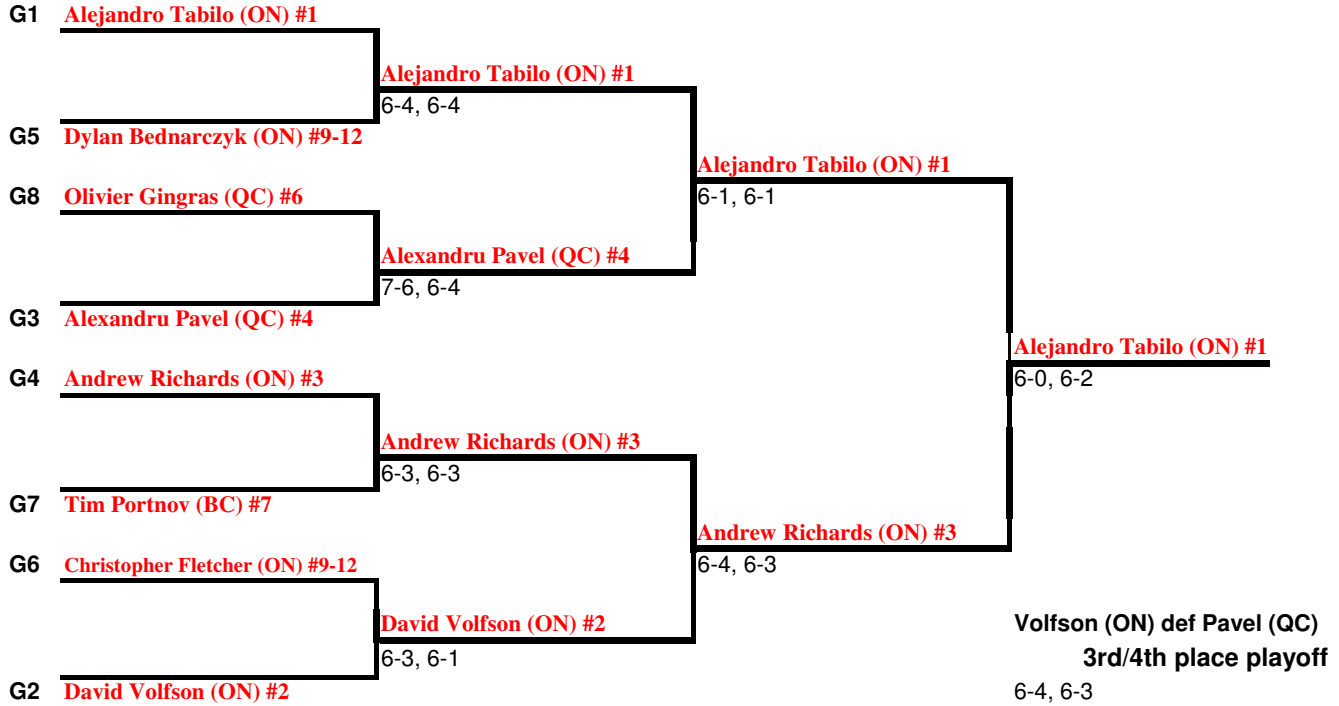 G1 Alejandro Tabilo (ON) #1
Alejandro Tabilo (ON) #1
6-4, 6-4
G5 Dylan Bednarczyk (ON) #9-12
Alejandro Tabilo (ON) #1
6-1, 6-1
G8 Olivier Gingras (QC) #6
Alexandru Pavel (QC) #4
7-6, 6-4
G3 Alexandru Pavel (QC) #4
Alejandro Tabilo (ON) #1
6-0, 6-2
G4 Andrew Richards (ON) #3
Andrew Richards (ON) #3
6-3, 6-3
G7 Tim Portnov (BC) #7
Andrew Richards (ON) #3
6-4, 6-3
G6 Christopher Fletcher (ON) #9-12
David Volfson (ON) #2
6-3, 6-1
G2 David Volfson (ON) #2
Volfson (ON) def Pavel (QC)
3rd/4th place playoff
6-4, 6-3